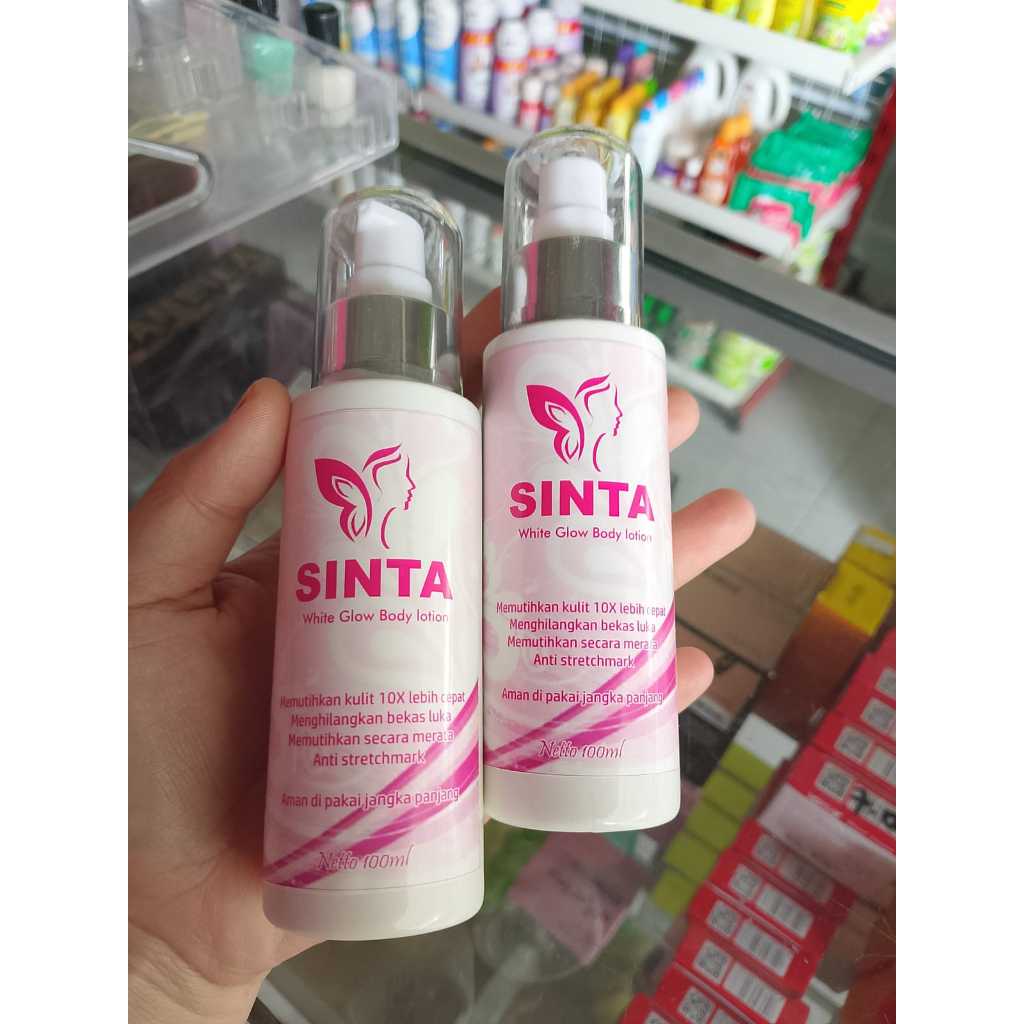 SINTA
White Glow Body lotion
Memutihkan kulit 10X lebih cepat
Menghilangkan bekas luka
Memutihkan secara merata
Anti stretchmark
Aman di pakai jangka panjang
Netto 100ml
SINTA
White Glow Body lotion
Memutihkan kulit 10X lebih cepat
Menghilangkan bekas luka
Memutihkan secara merata
Anti stretchmark
Aman di pakai jangka panjang
Netto 100ml